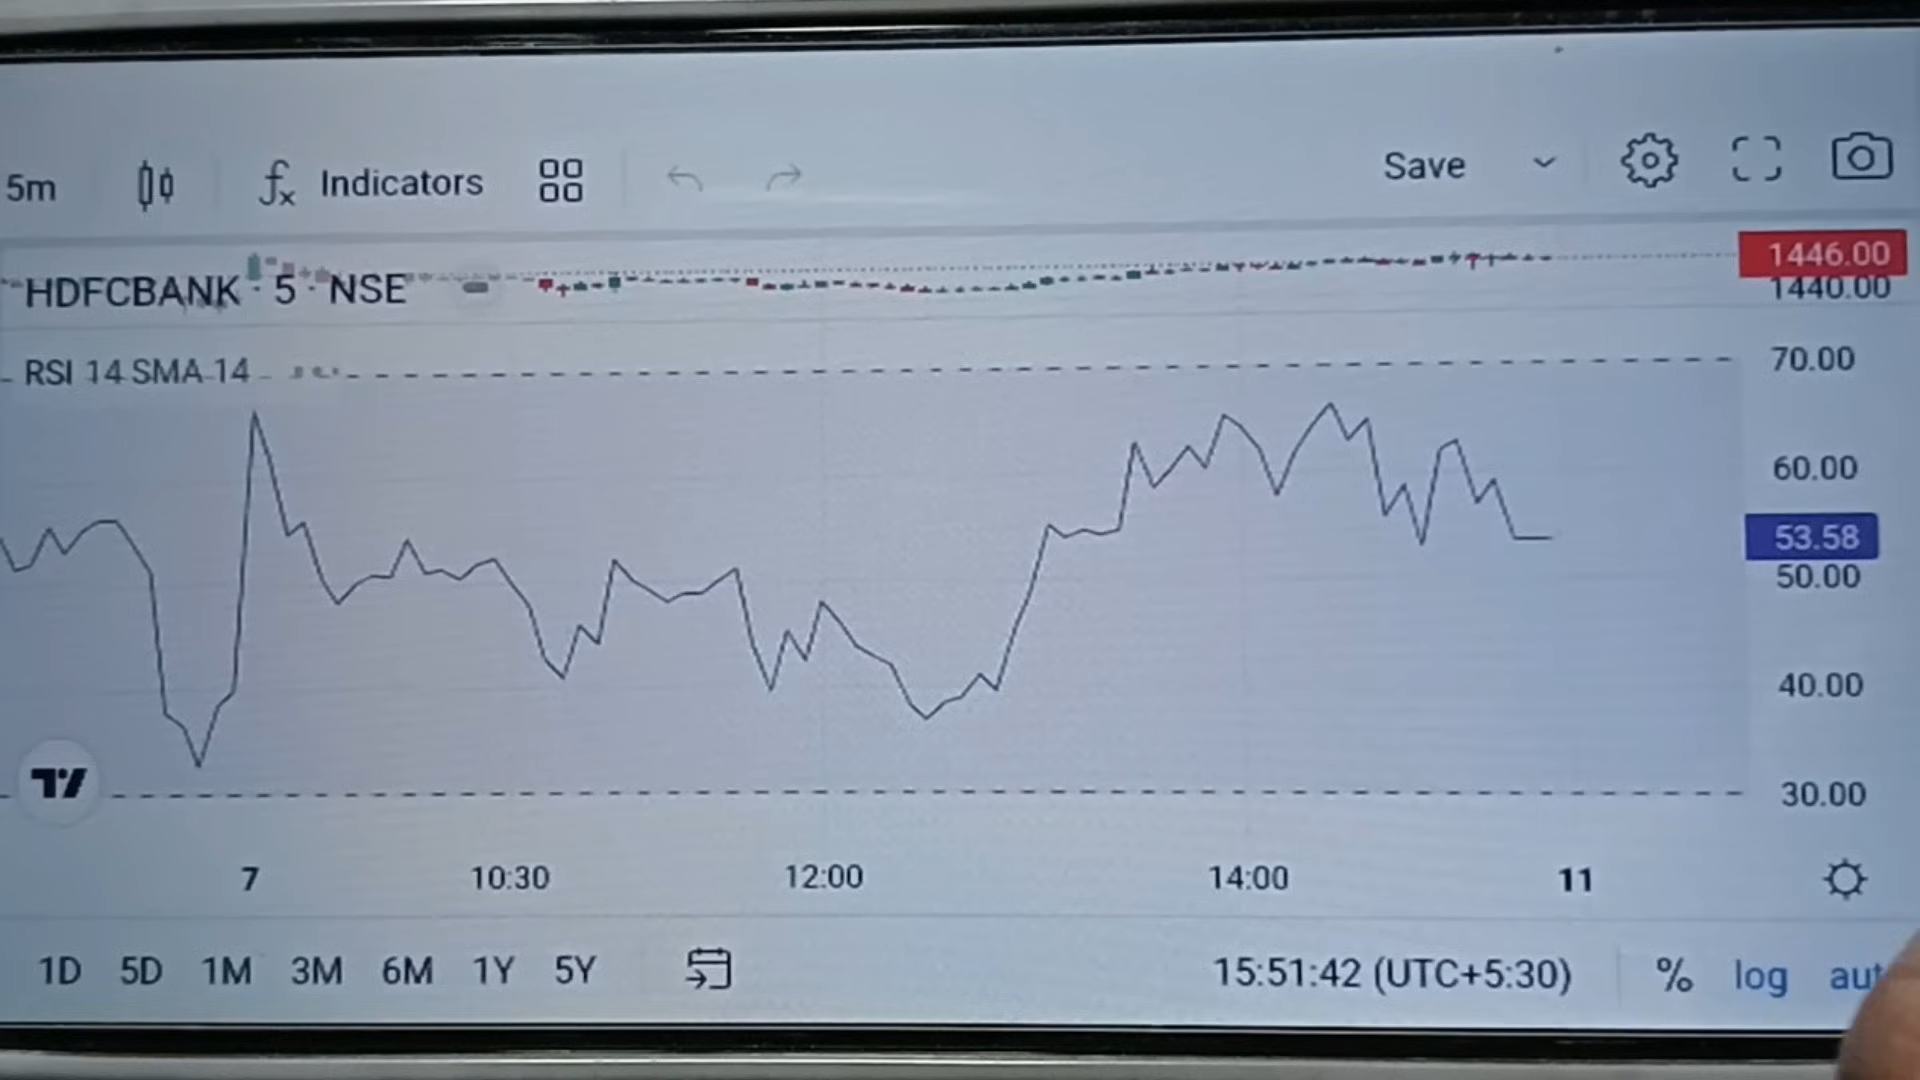 5m fx Indicators Save
HDFCBANK · 5 · NSE
1446.00
1440.00
RSI 14 SMA 14
70.00
60.00
53.58
50.00
40.00
30.00
7 10:30 12:00 14:00 11
1D 5D 1M 3M 6M 1Y 5Y 15:51:42 (UTC+5:30) % log aut